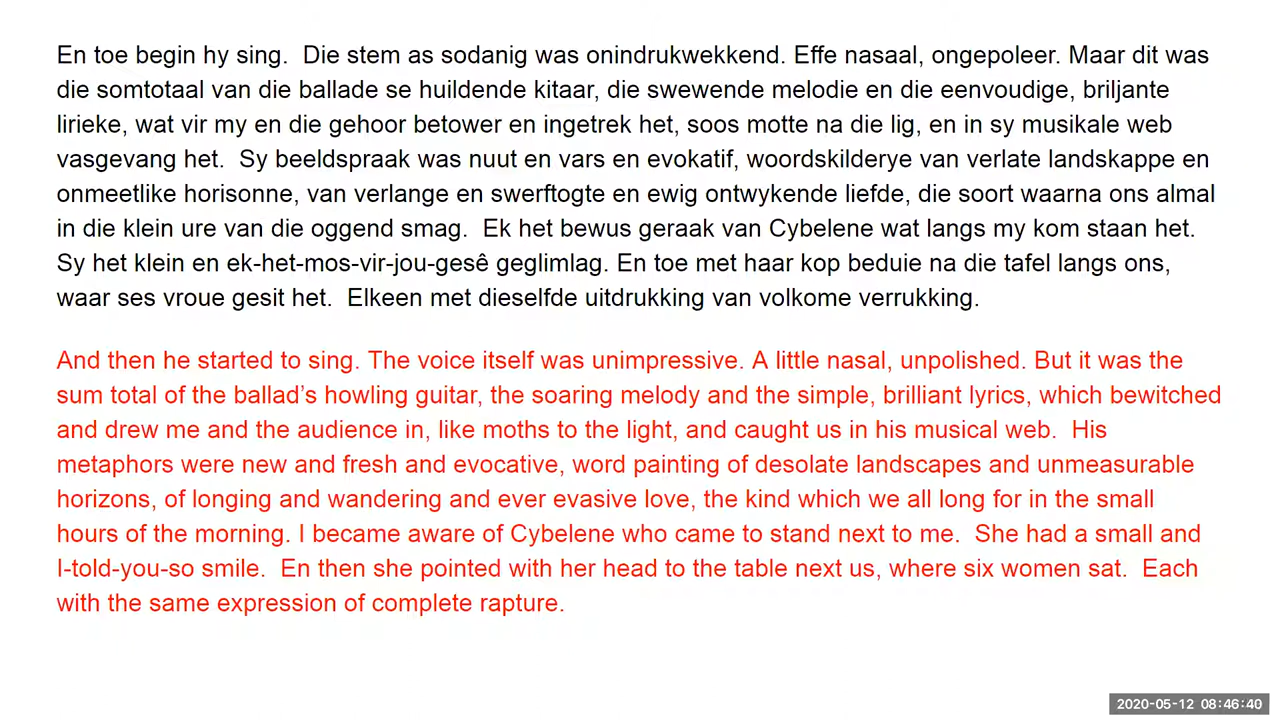 En toe begin hy sing.  Die stem as sodanig was onindrukwekkend. Effe nasaal, ongepoleer. Maar dit was
die somtotaal van die ballade se huildende kitaar, die swewende melodie en die eenvoudige, briljante
lirieke, wat vir my en die gehoor betower en ingetrek het, soos motte na die lig, en in sy musikale web
vasgevang het.  Sy beeldspraak was nuut en vars en evokatif, woordskilderye van verlate landskappe en
onmeetlike horisonne, van verlange en swerftogte en ewig ontwykende liefde, die soort waarna ons almal
in die klein ure van die oggend smag.  Ek het bewus geraak van Cybelene wat langs my kom staan het.
Sy het klein en ek-het-mos-vir-jou-gesê geglimlag. En toe met haar kop beduie na die tafel langs ons,
waar ses vroue gesit het.  Elkeen met dieselfde uitdrukking van volkome verrukking.
And then he started to sing. The voice itself was unimpressive. A little nasal, unpolished. But it was the
sum total of the ballad’s howling guitar, the soaring melody and the simple, brilliant lyrics, which bewitched
and drew me and the audience in, like moths to the light, and caught us in his musical web.  His
metaphors were new and fresh and evocative, word painting of desolate landscapes and unmeasurable
horizons, of longing and wandering and ever evasive love, the kind which we all long for in the small
hours of the morning. I became aware of Cybelene who came to stand next to me.  She had a small and
I-told-you-so smile.  En then she pointed with her head to the table next us, where six women sat.  Each
with the same expression of complete rapture.
2020-05-12 08:46:40